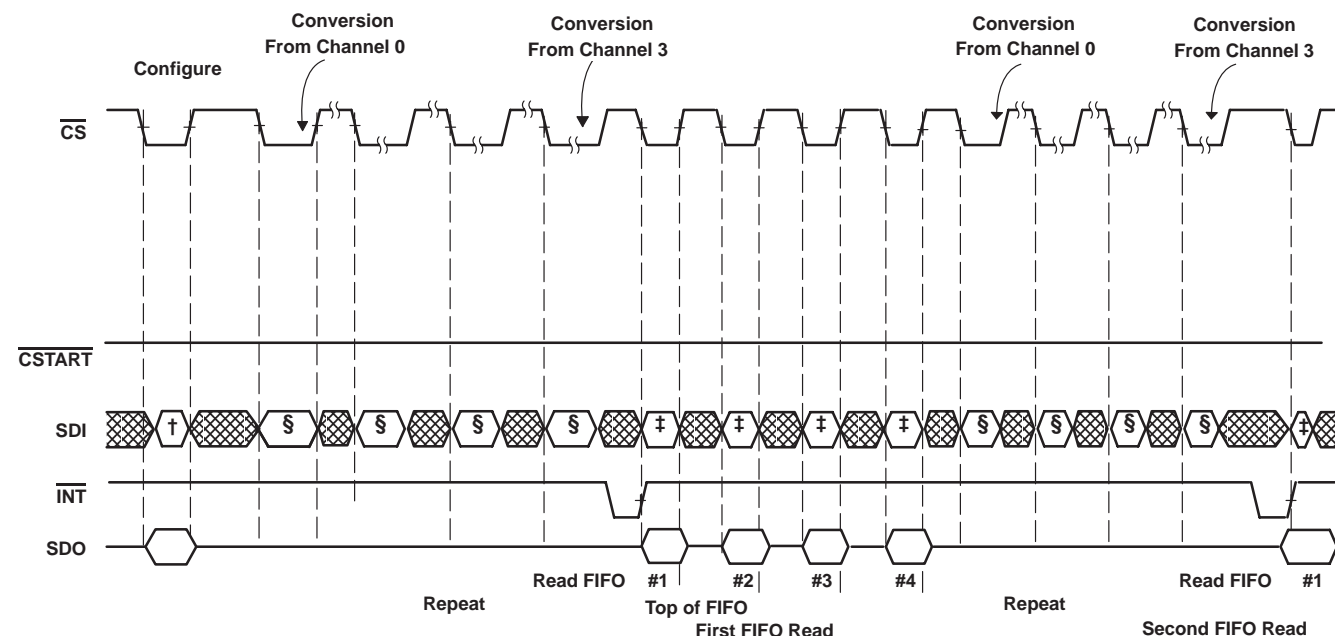 Conversion
From Channel 0
Conversion
From Channel 3
Conversion
From Channel 0
Conversion
From Channel 3
Configure
CS
CSTART
SDI † § § § § ‡ ‡ ‡ ‡ § § § § ‡
INT
SDO
Read FIFO #1 #2 #3 #4 Read FIFO #1
Repeat Top of FIFO Repeat
First FIFO Read Second FIFO Read